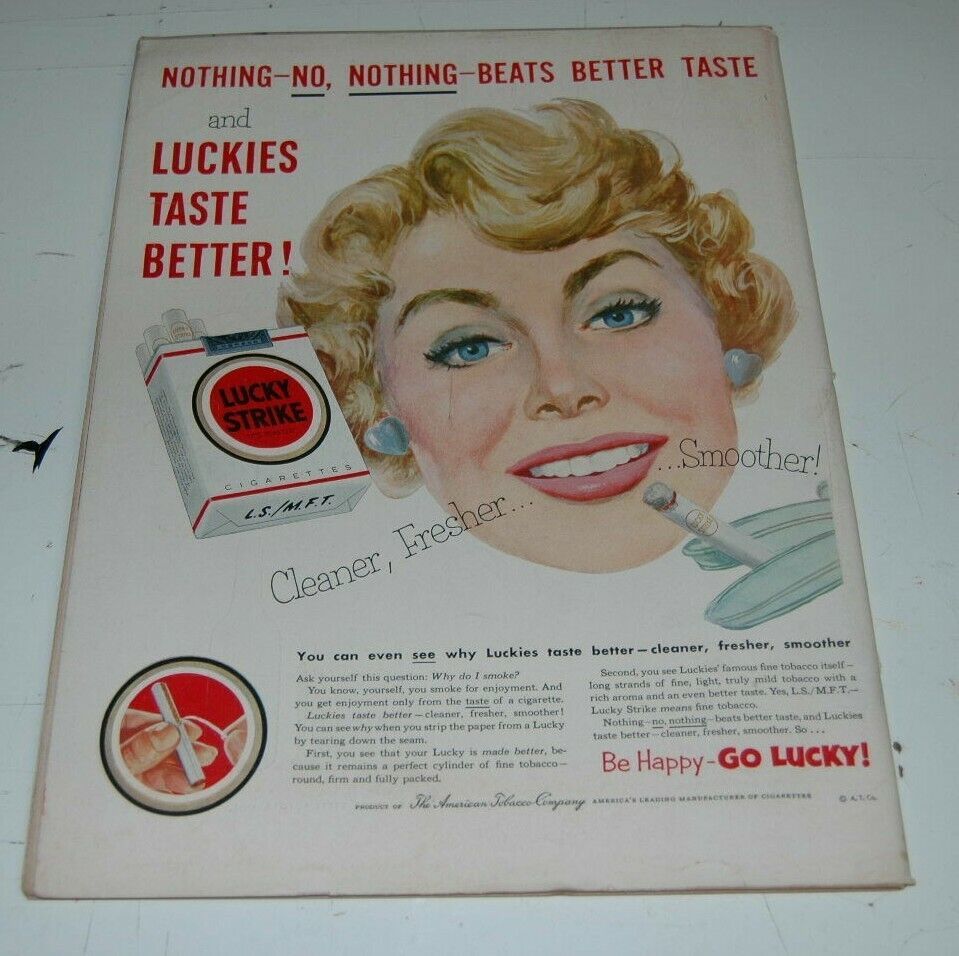 NOTHING—NO, NOTHING—BEATS BETTER TASTE
and
LUCKIES
TASTE
BETTER!
LUCKY
STRIKE
CIGARETTES
L.S./M.F.T.
Cleaner, Fresher...
...Smoother!
You can even see why Luckies taste better—cleaner, fresher, smoother
Ask yourself this question: Why do I smoke?
You know, yourself, you smoke for enjoyment. And
you get enjoyment only from the taste of a cigarette.
Luckies taste better—cleaner, fresher, smoother!
You can see why when you strip the paper from a Lucky
by tearing down the seam.
First, you see that your Lucky is made better, be-
cause it remains a perfect cylinder of fine tobacco—
round, firm and fully packed.
Second, you see Luckies' famous fine tobacco itself—
long strands of fine, light, truly mild tobacco with a
rich aroma and an even better taste. Yes, L.S./M.F.T.—
Lucky Strike means fine tobacco.
Nothing—no, nothing—beats better taste, and Luckies
taste better—cleaner, fresher, smoother. So . . .
Be Happy-GO LUCKY!
PRODUCT OF The American Tobacco Company AMERICA'S LEADING MANUFACTURER OF CIGARETTES
© A.T. Co.